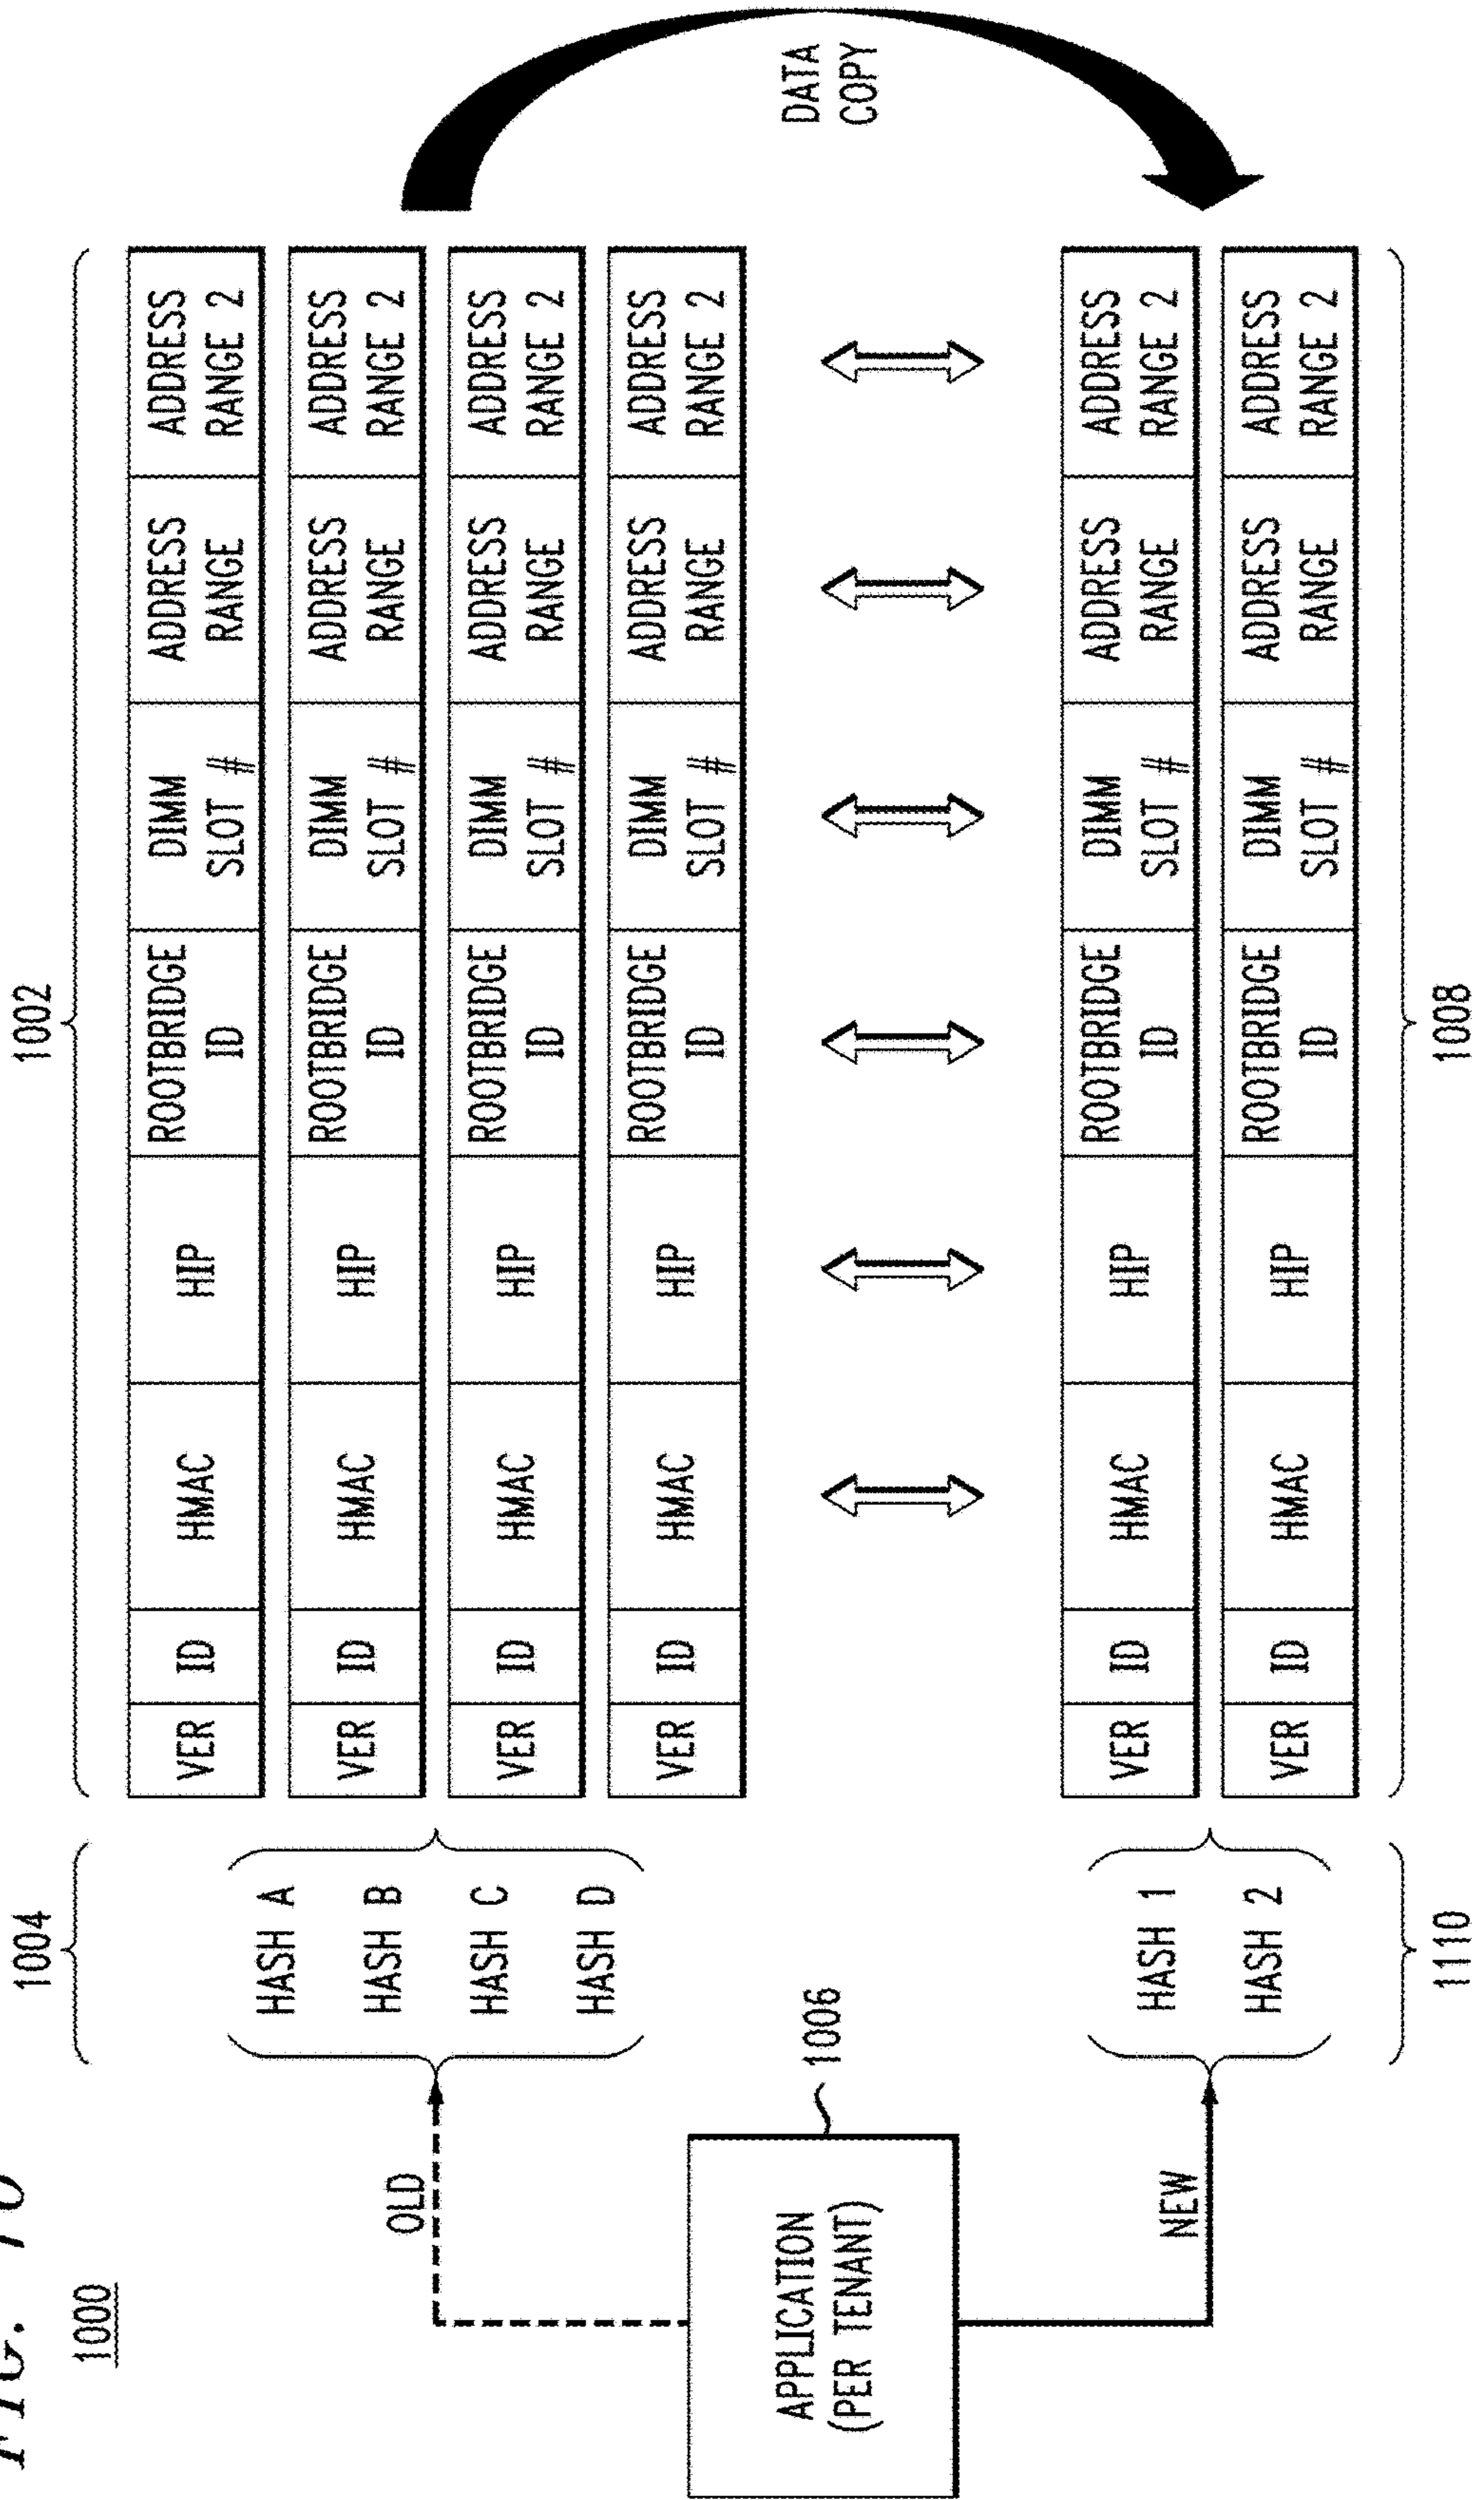 FIG. 10
1000
1004
1002
HASH A
HASH B
HASH C
HASH D
VER ID HMAC HIP ROOTBRIDGE ID DIMM SLOT # ADDRESS RANGE ADDRESS RANGE 2
VER ID HMAC HIP ROOTBRIDGE ID DIMM SLOT # ADDRESS RANGE ADDRESS RANGE 2
VER ID HMAC HIP ROOTBRIDGE ID DIMM SLOT # ADDRESS RANGE ADDRESS RANGE 2
VER ID HMAC HIP ROOTBRIDGE ID DIMM SLOT # ADDRESS RANGE ADDRESS RANGE 2
OLD
APPLICATION
(PER TENANT)
1006
DATA
COPY
NEW
HASH 1
HASH 2
VER ID HMAC HIP ROOTBRIDGE ID DIMM SLOT # ADDRESS RANGE ADDRESS RANGE 2
VER ID HMAC HIP ROOTBRIDGE ID DIMM SLOT # ADDRESS RANGE ADDRESS RANGE 2
1110
1008